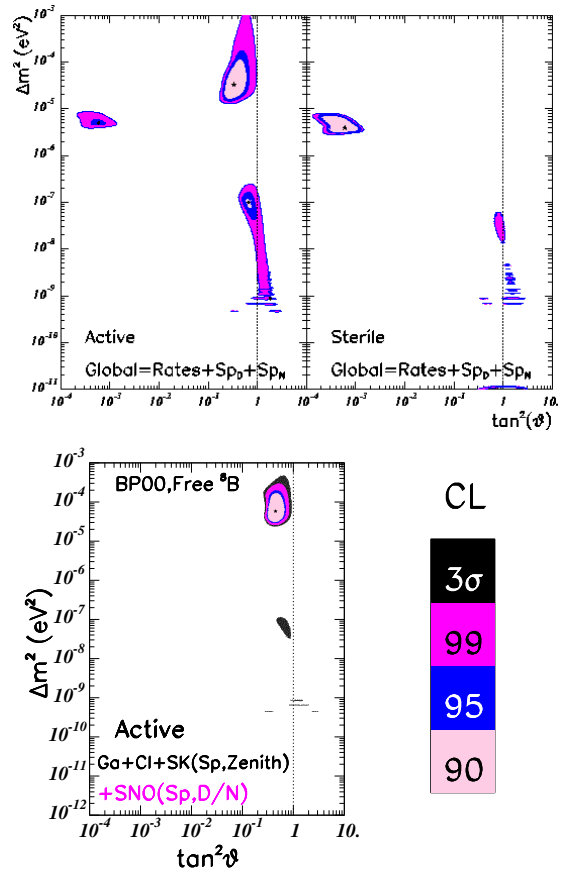 Δm² (eV²)
10⁻³
10⁻⁴
10⁻⁵
10⁻⁶
10⁻⁷
10⁻⁸
10⁻⁹
10⁻¹⁰
10⁻¹¹
Active
Global=Rates+Sp_D+Sp_N
Sterile
Global=Rates+Sp_D+Sp_N
10⁻⁴ 10⁻³ 10⁻² 10⁻¹ 1 10⁻⁴ 10⁻³ 10⁻² 10⁻¹ 1 10.
tan²(ϑ)
Δm² (eV²)
10⁻³
10⁻⁴
10⁻⁵
10⁻⁶
10⁻⁷
10⁻⁸
10⁻⁹
10⁻¹⁰
10⁻¹¹
10⁻¹²
BP00,Free ⁸B
Active
Ga+Cl+SK(Sp,Zenith)
+SNO(Sp,D/N)
10⁻⁴ 10⁻³ 10⁻² 10⁻¹ 1 10.
tan²ϑ
CL
3σ
99
95
90